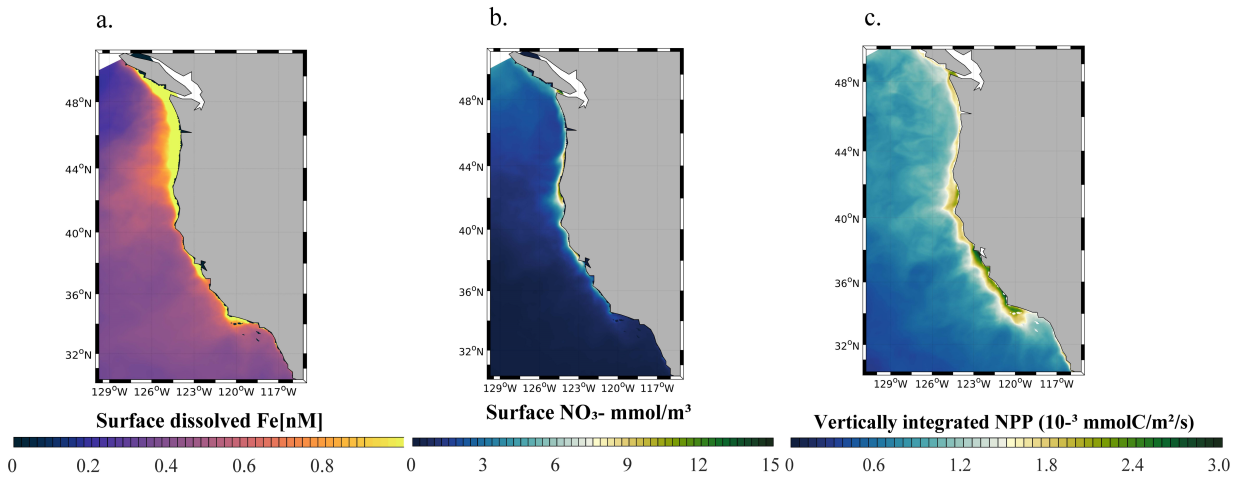 a.
b.
c.
48°N
44°N
40°N
36°N
32°N
129°W 126°W 123°W 120°W 117°W
48°N
44°N
40°N
36°N
32°N
129°W 126°W 123°W 120°W 117°W
48°N
44°N
40°N
36°N
32°N
129°W 126°W 123°W 120°W 117°W
Surface dissolved Fe[nM]
Surface NO₃- mmol/m³
Vertically integrated NPP (10-³ mmolC/m²/s)
0 0.2 0.4 0.6 0.8
0 3 6 9 12 15
0 0.6 1.2 1.8 2.4 3.0